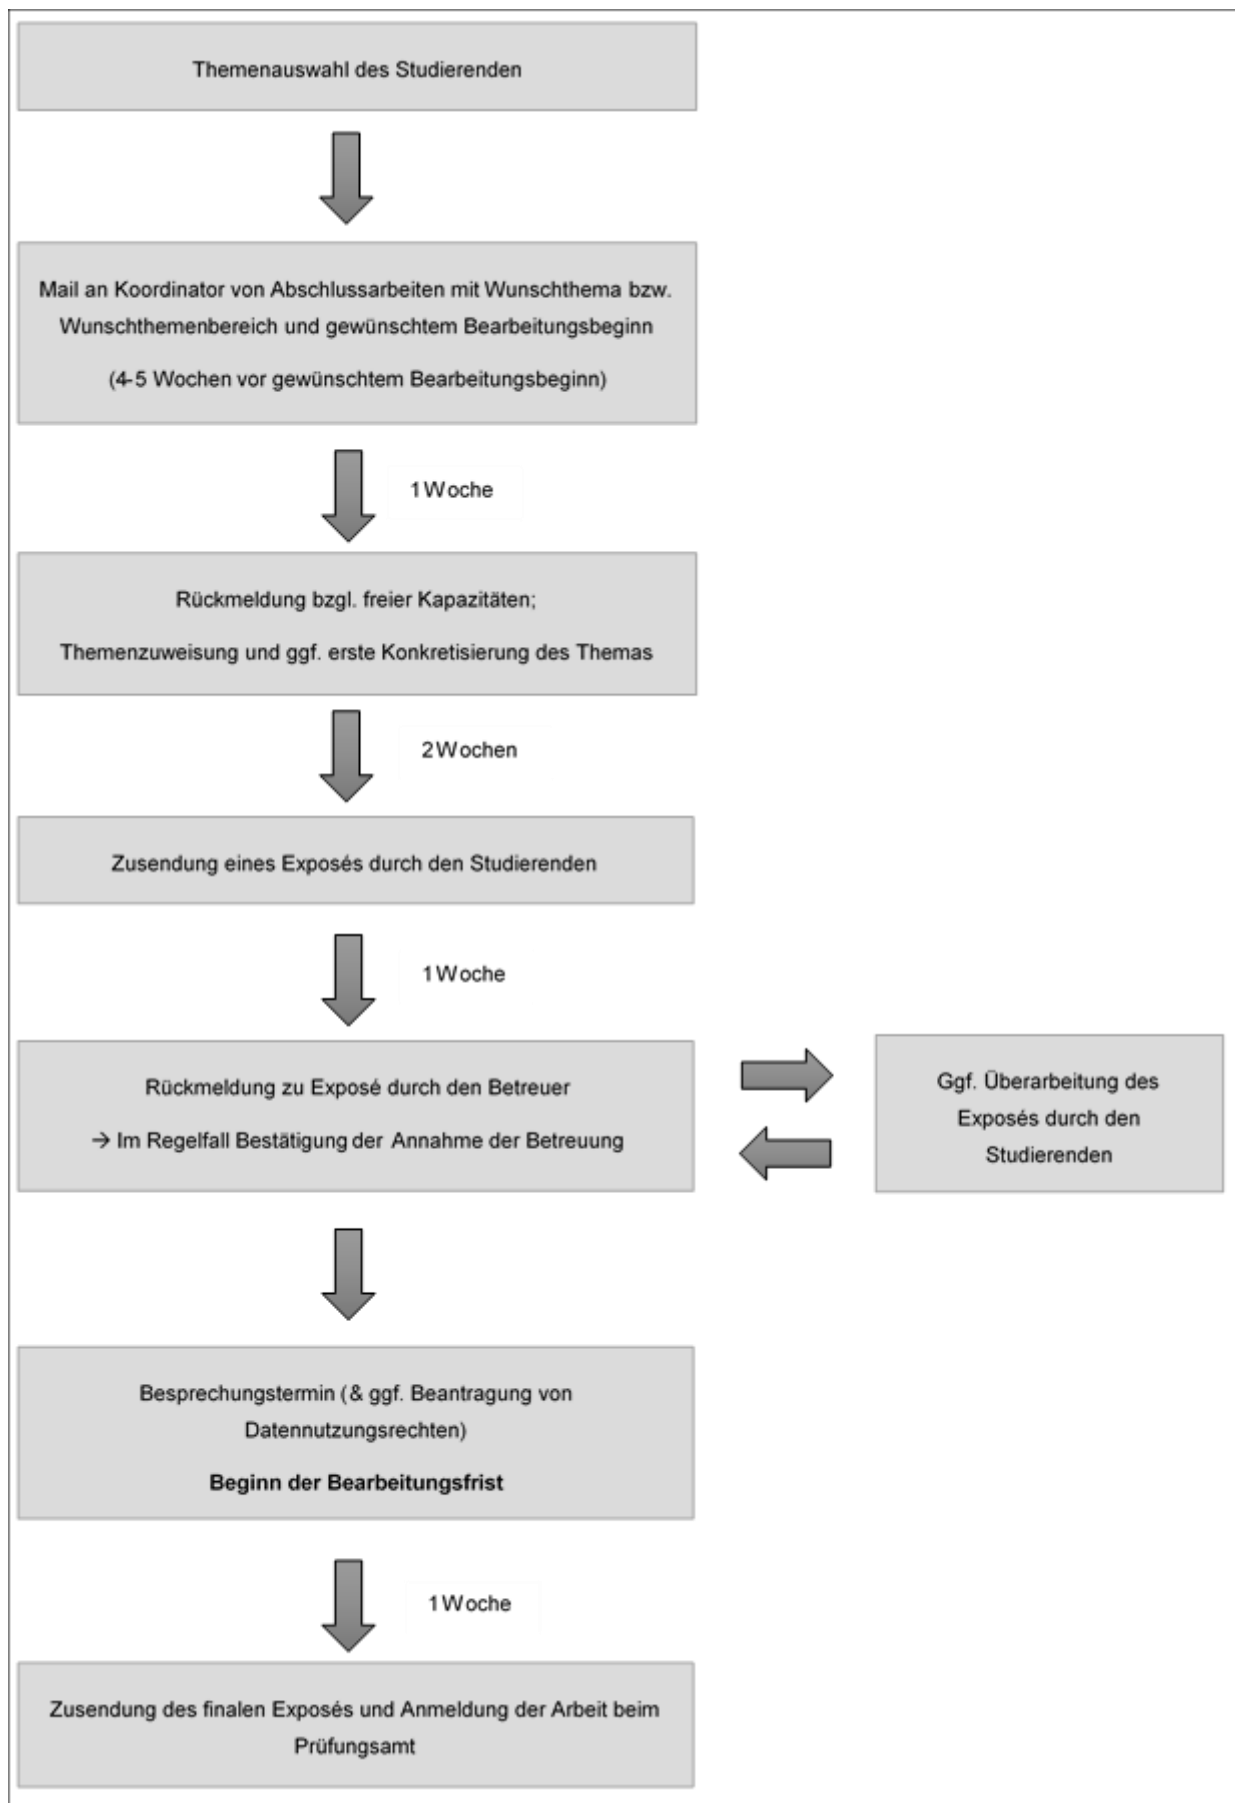 Themenauswahl des Studierenden
Mail an Koordinator von Abschlussarbeiten mit Wunschthema bzw.
Wunschthemenbereich und gewünschtem Bearbeitungsbeginn
(4-5 Wochen vor gewünschtem Bearbeitungsbeginn)
1 Woche
Rückmeldung bzgl. freier Kapazitäten;
Themenzuweisung und ggf. erste Konkretisierung des Themas
2 Wochen
Zusendung eines Exposés durch den Studierenden
1 Woche
Rückmeldung zu Exposé durch den Betreuer
→ Im Regelfall Bestätigung der Annahme der Betreuung
Ggf. Überarbeitung des
Exposés durch den
Studierenden
Besprechungstermin (& ggf. Beantragung von
Datennutzungsrechten)
Beginn der Bearbeitungsfrist
1 Woche
Zusendung des finalen Exposés und Anmeldung der Arbeit beim
Prüfungsamt